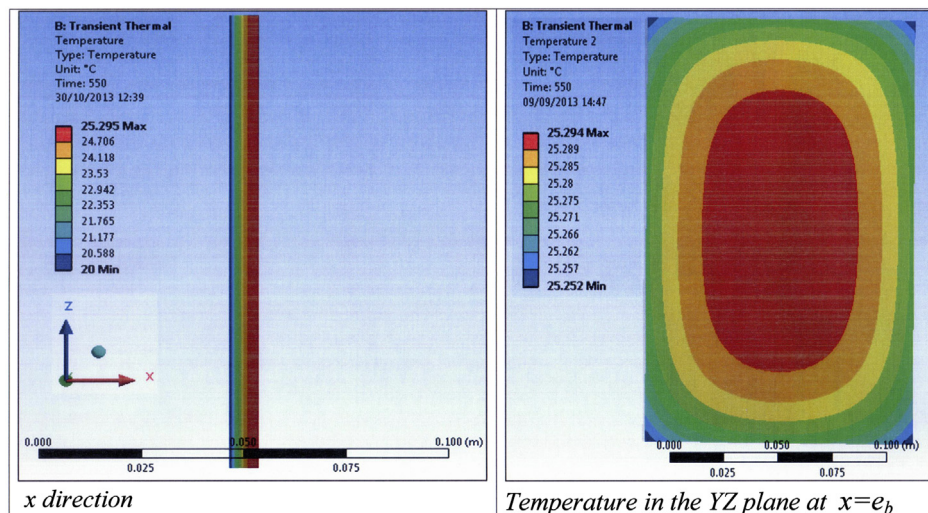 B: Transient Thermal
Temperature
Type: Temperature
Unit: °C
Time: 550
30/10/2013 12:39
25.295 Max
24.706
24.118
23.53
22.942
22.353
21.765
21.177
20.588
20 Min
Z
X
0.000
0.050
0.100 (m)
0.025
0.075
x direction
B: Transient Thermal
Temperature 2
Type: Temperature
Unit: °C
Time: 550
09/09/2013 14:47
25.294 Max
25.289
25.285
25.28
25.275
25.271
25.266
25.262
25.257
25.252 Min
0.000
0.050
0.100 (m)
0.025
0.075
Temperature in the YZ plane at x=e_b